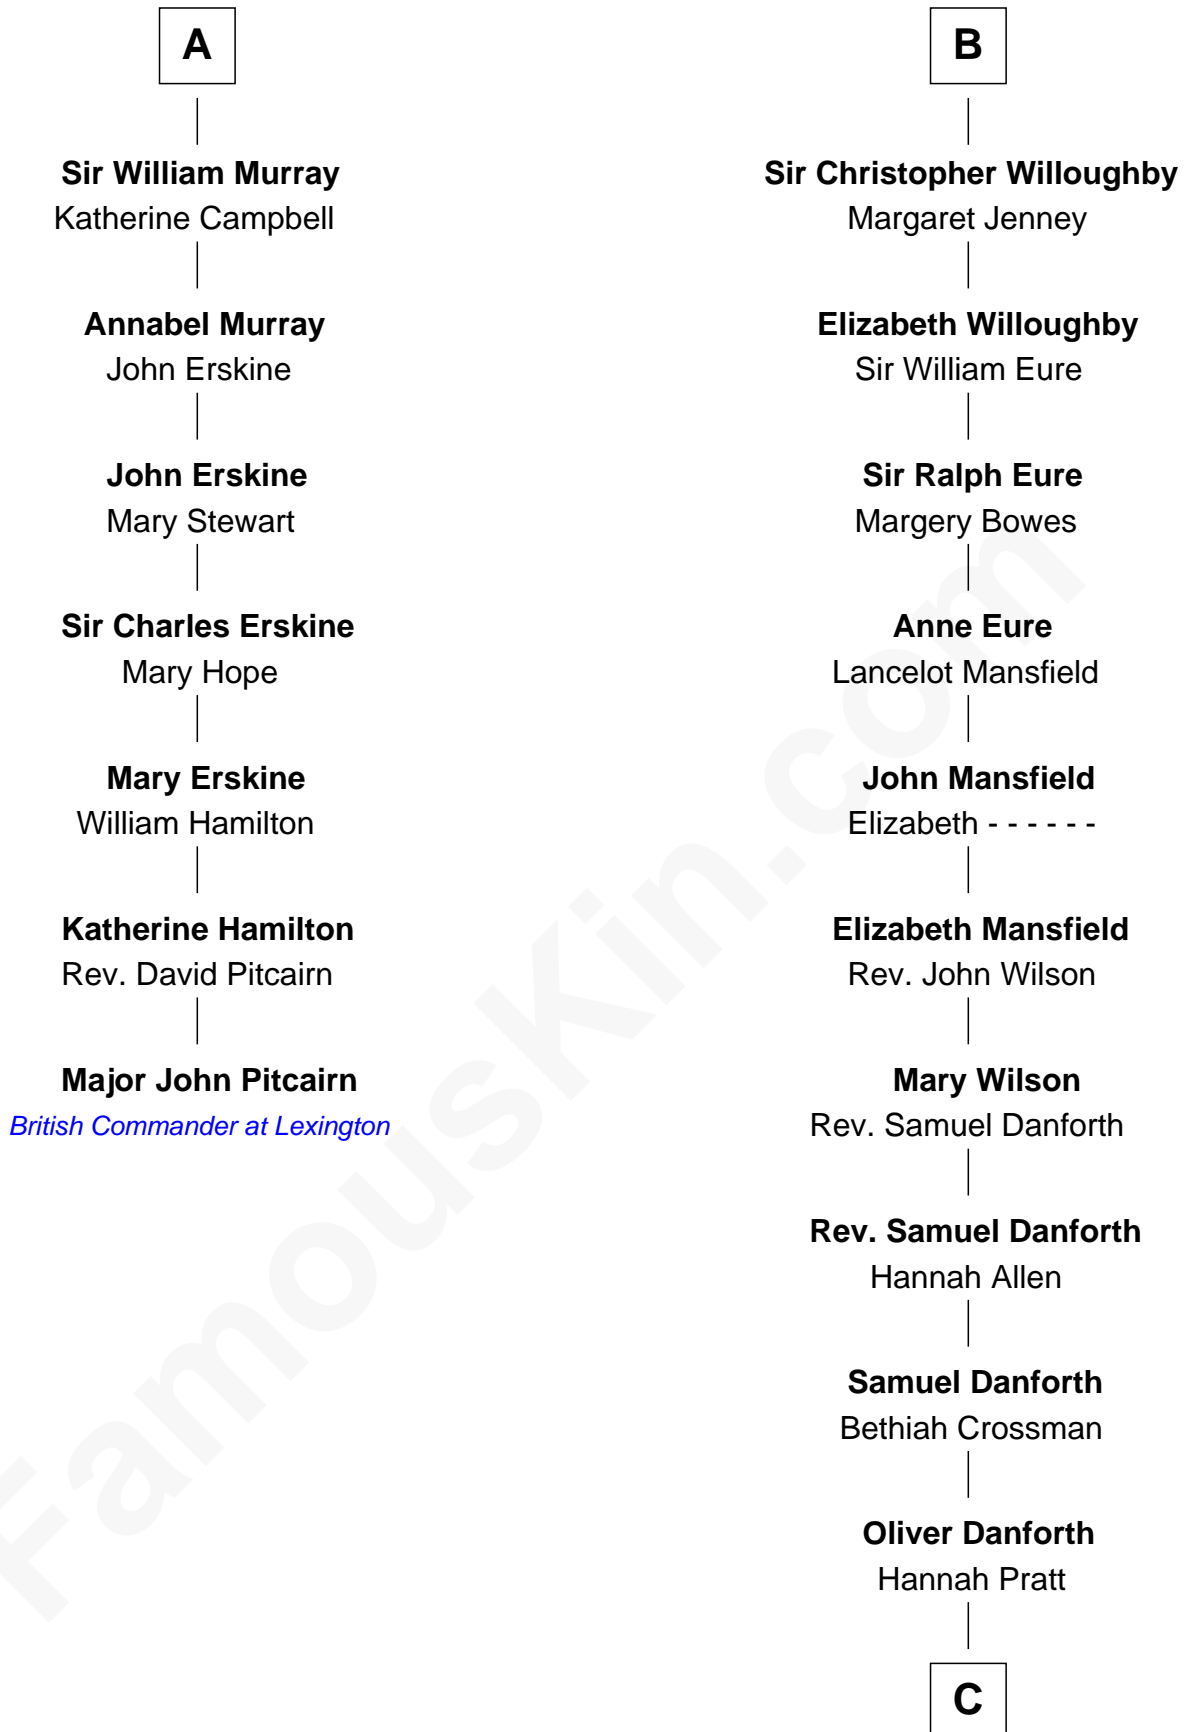 A
Sir William Murray
Katherine Campbell
Annabel Murray
John Erskine
John Erskine
Mary Stewart
Sir Charles Erskine
Mary Hope
Mary Erskine
William Hamilton
Katherine Hamilton
Rev. David Pitcairn
Major John Pitcairn
British Commander at Lexington
B
Sir Christopher Willoughby
Margaret Jenney
Elizabeth Willoughby
Sir William Eure
Sir Ralph Eure
Margery Bowes
Anne Eure
Lancelot Mansfield
John Mansfield
Elizabeth - - - - - -
Elizabeth Mansfield
Rev. John Wilson
Mary Wilson
Rev. Samuel Danforth
Rev. Samuel Danforth
Hannah Allen
Samuel Danforth
Bethiah Crossman
Oliver Danforth
Hannah Pratt
C
FamousKin.com